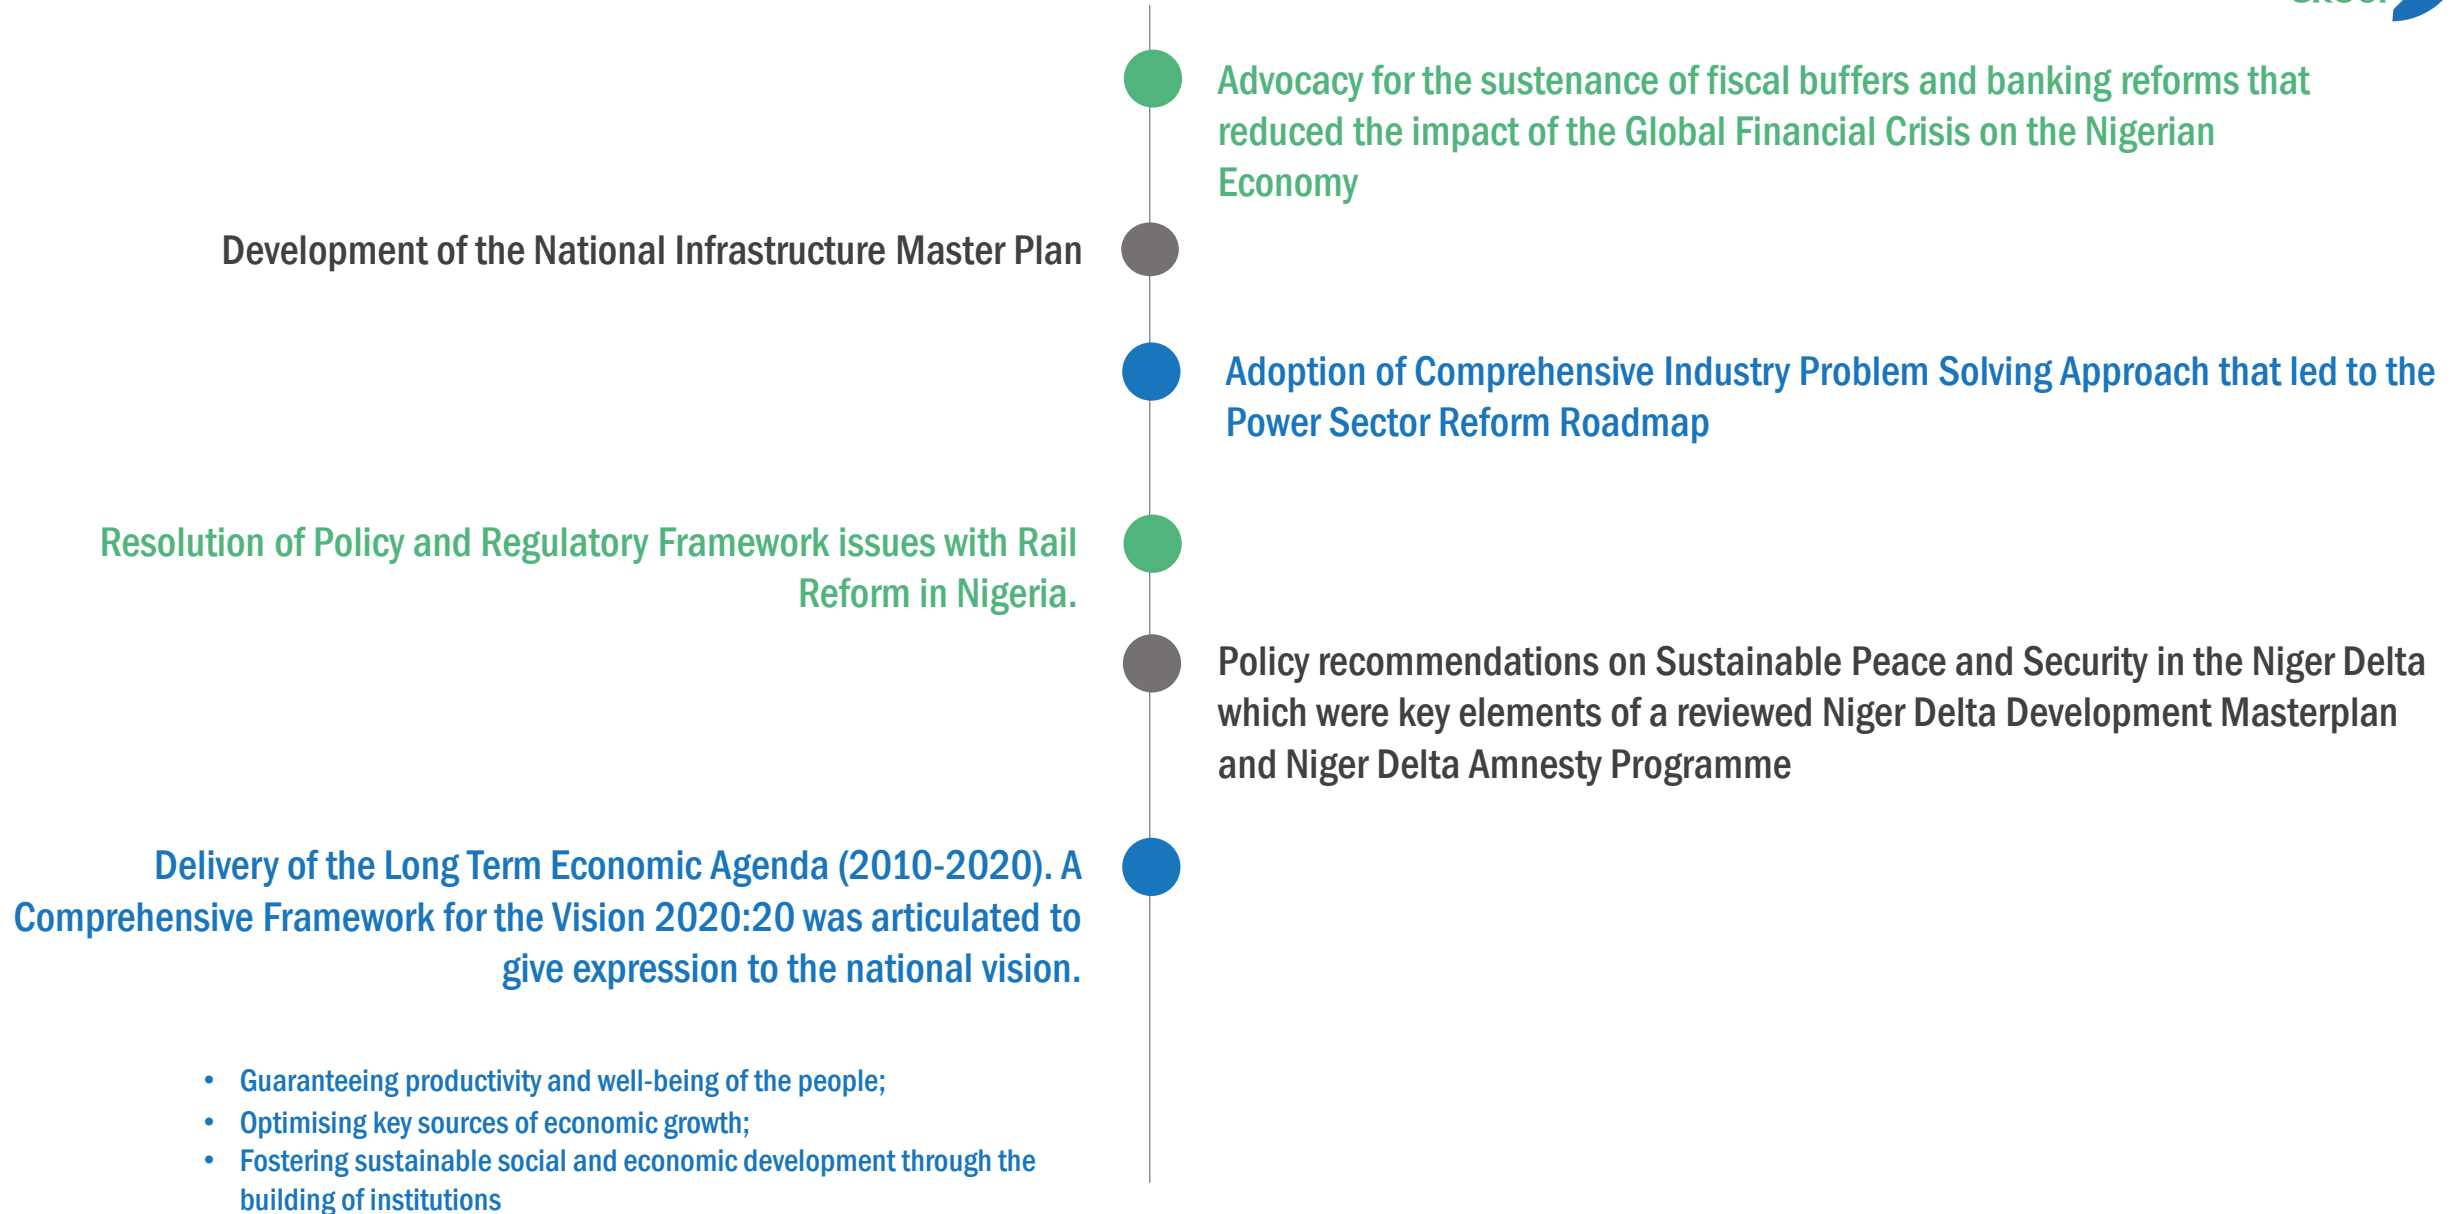 Advocacy for the sustenance of fiscal buffers and banking reforms that
reduced the impact of the Global Financial Crisis on the Nigerian
Economy
Development of the National Infrastructure Master Plan
Adoption of Comprehensive Industry Problem Solving Approach that led to the
Power Sector Reform Roadmap
Resolution of Policy and Regulatory Framework issues with Rail
Reform in Nigeria.
Policy recommendations on Sustainable Peace and Security in the Niger Delta
which were key elements of a reviewed Niger Delta Development Masterplan
and Niger Delta Amnesty Programme
Delivery of the Long Term Economic Agenda (2010-2020). A
Comprehensive Framework for the Vision 2020:20 was articulated to
give expression to the national vision.
• Guaranteeing productivity and well-being of the people;
• Optimising key sources of economic growth;
• Fostering sustainable social and economic development through the
building of institutions